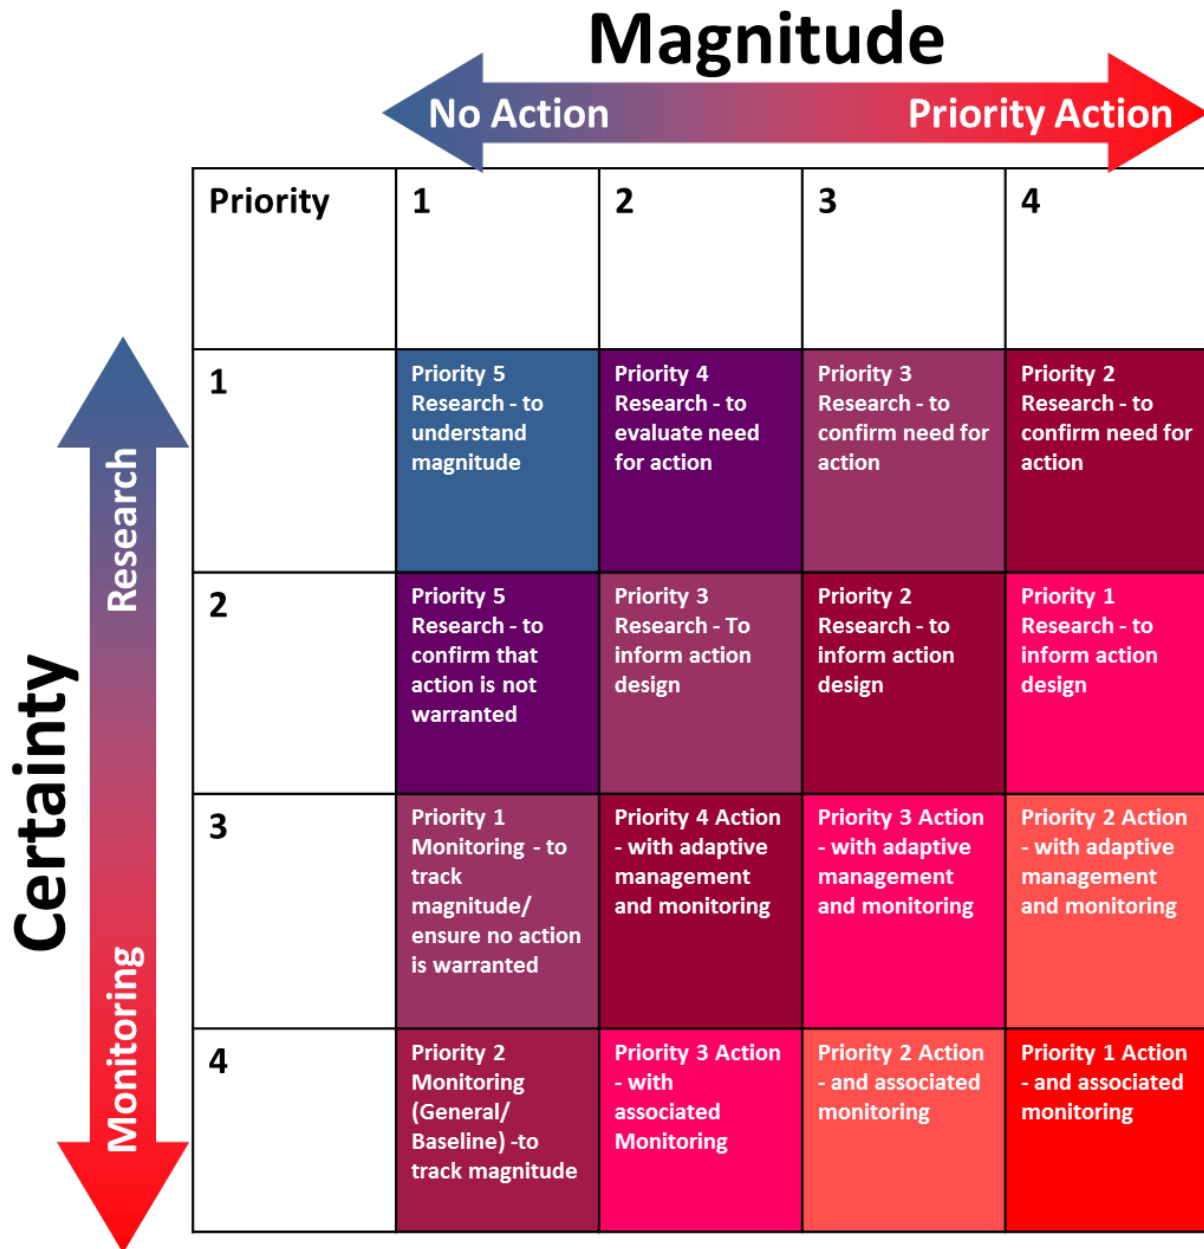 Magnitude
No Action
Priority Action
Priority
1
2
3
4
Certainty
Research
Monitoring
1
Priority 5
Research - to
understand
magnitude
Priority 4
Research - to
evaluate need
for action
Priority 3
Research - to
confirm need for
action
Priority 2
Research - to
confirm need for
action
2
Priority 5
Research - to
confirm that
action is not
warranted
Priority 3
Research - To
inform action
design
Priority 2
Research - to
inform action
design
Priority 1
Research - to
inform action
design
3
Priority 1
Monitoring - to
track
magnitude/
ensure no action
is warranted
Priority 4 Action
- with adaptive
management
and monitoring
Priority 3 Action
- with adaptive
management
and monitoring
Priority 2 Action
- with adaptive
management
and monitoring
4
Priority 2
Monitoring
(General/
Baseline) -to
track magnitude
Priority 3 Action
- with
associated
Monitoring
Priority 2 Action
- and associated
monitoring
Priority 1 Action
- and associated
monitoring